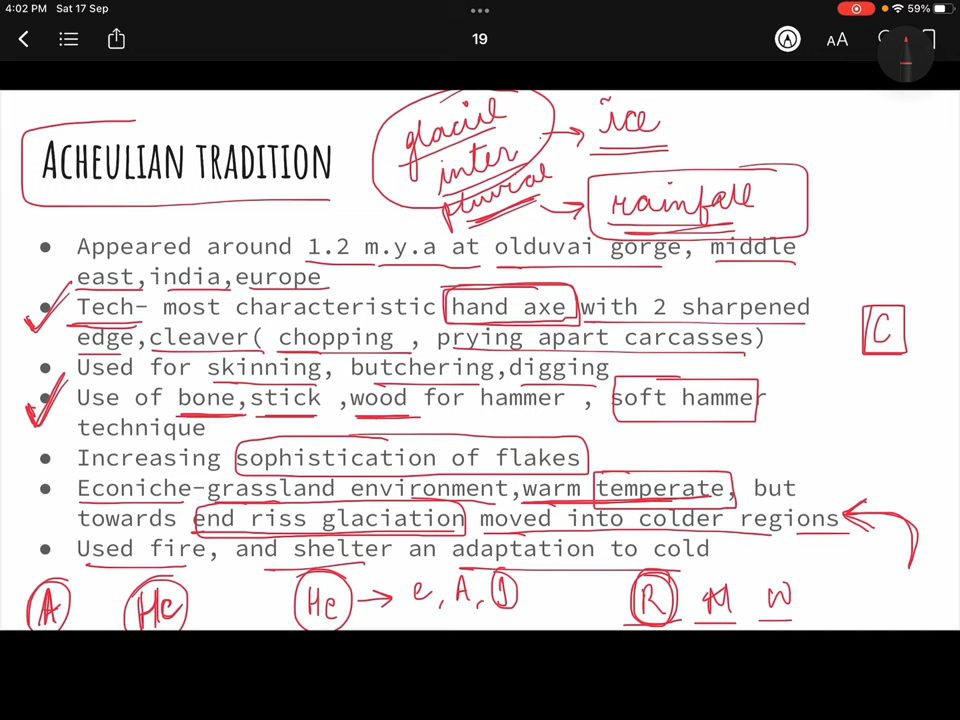 4:02 PM Sat 17 Sep
59%
19
AA
glacial
inter
plurval
ice
rainfall
ACHEULIAN TRADITION
● Appeared around 1.2 m.y.a at olduvai gorge, middle
east,india,europe
● Tech- most characteristic hand axe with 2 sharpened
edge,cleaver( chopping , prying apart carcasses)
C
● Used for skinning, butchering,digging
● Use of bone,stick ,wood for hammer , soft hammer
technique
● Increasing sophistication of flakes
● Econiche-grassland environment,warm temperate, but
towards end riss glaciation moved into colder regions
● Used fire, and shelter an adaptation to cold
A He He → e, A, I R M W